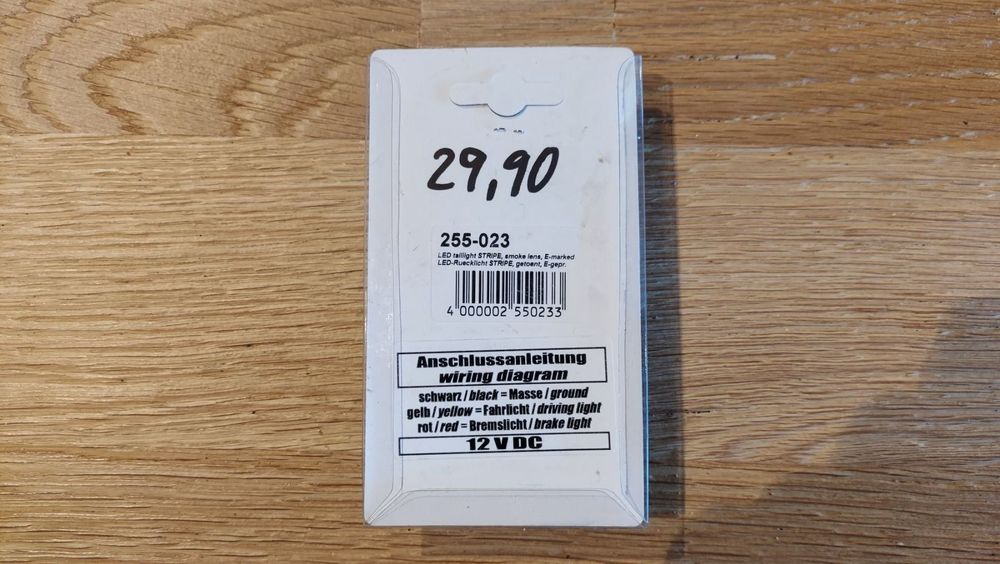 29,90
255-023
LED taillight STRIPE, smoke lens, E-marked
LED-Ruecklicht STRIPE, getoent, E-gepr.
4 000002 550233
Anschlussanleitung
wiring diagram
schwarz / black = Masse / ground
gelb / yellow = Fahrlicht / driving light
rot / red = Bremslicht / brake light
12 V DC